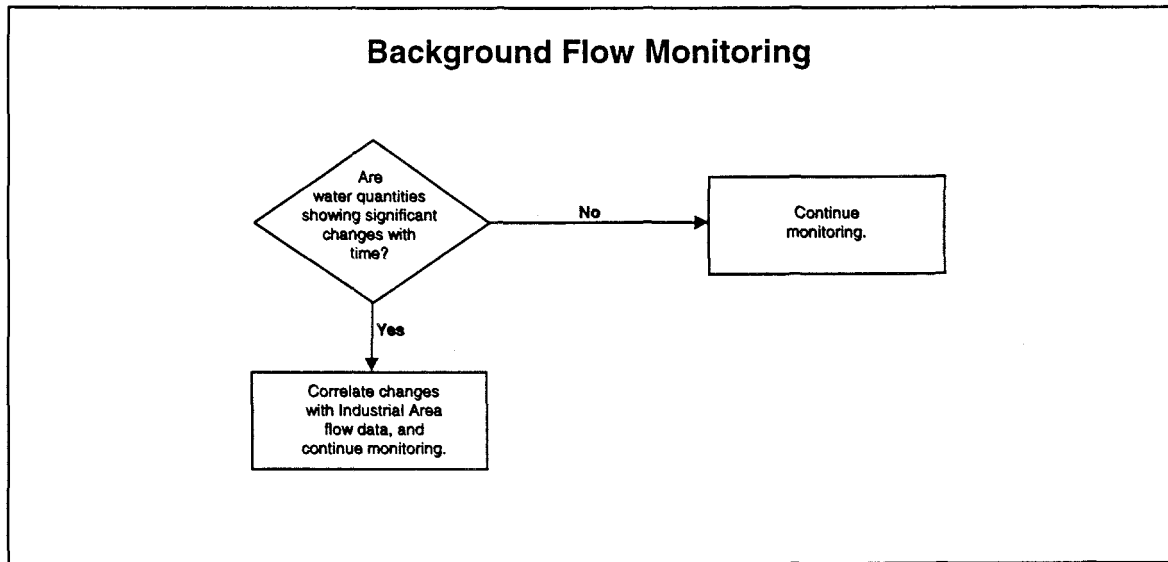 Background Flow Monitoring
Are
water quantities
showing significant
changes with
time?
No
Continue
monitoring.
Yes
Correlate changes
with Industrial Area
flow data, and
continue monitoring.